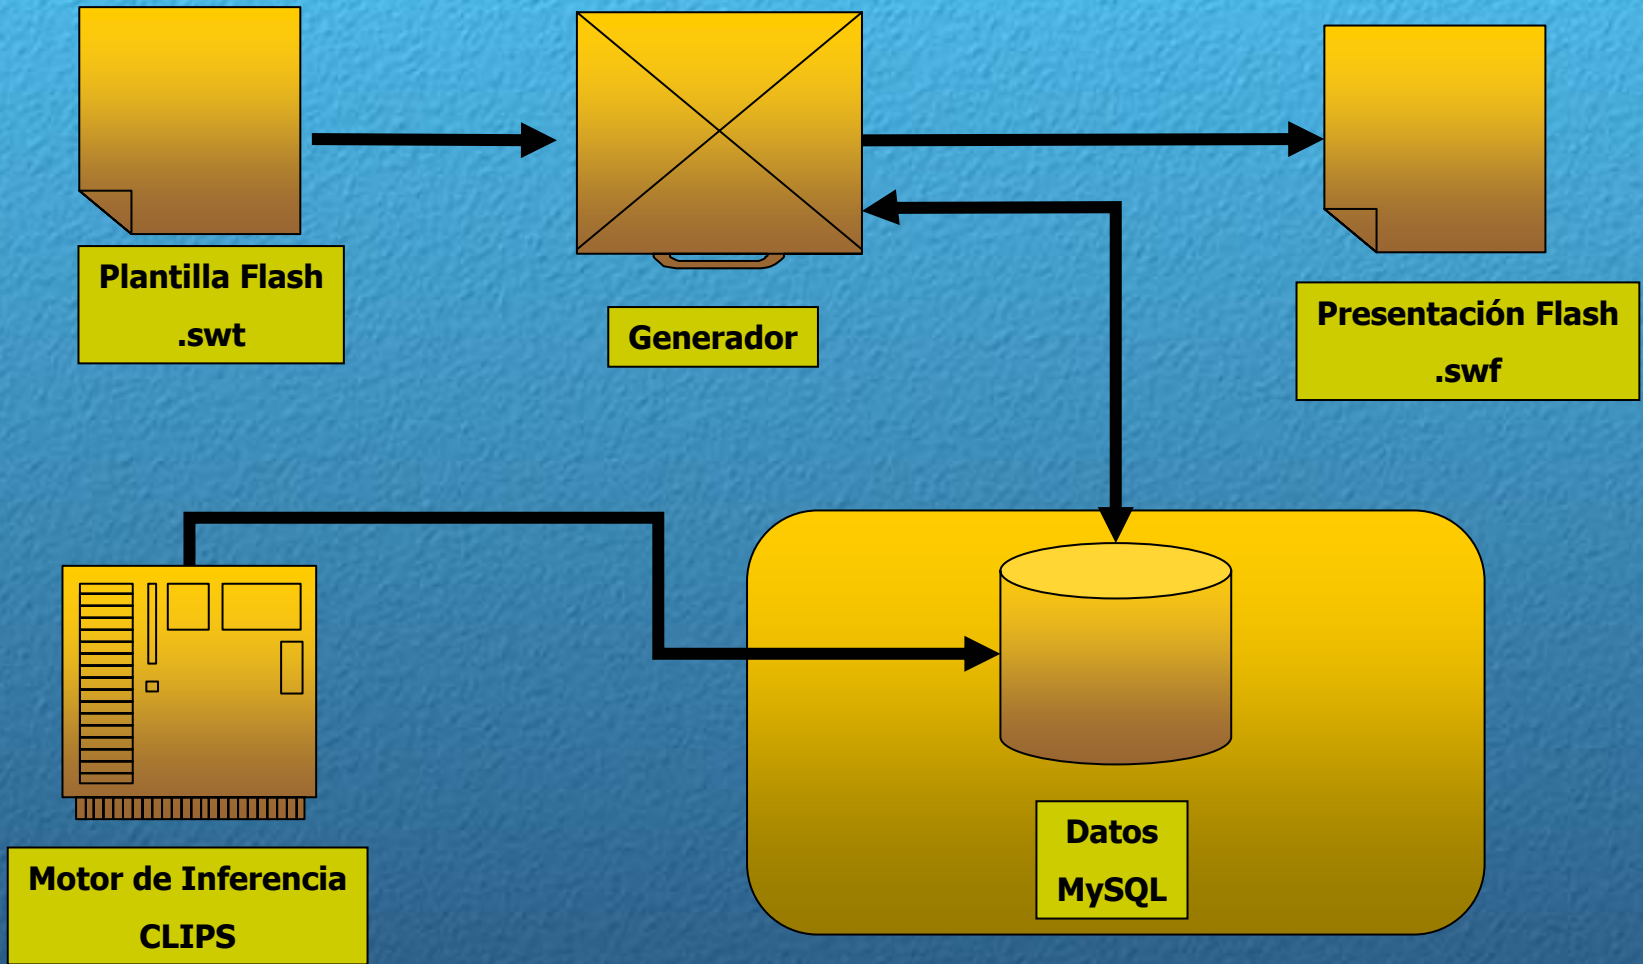 Plantilla Flash
.swt
Generador
Presentación Flash
.swf
Motor de Inferencia
CLIPS
Datos
MySQL